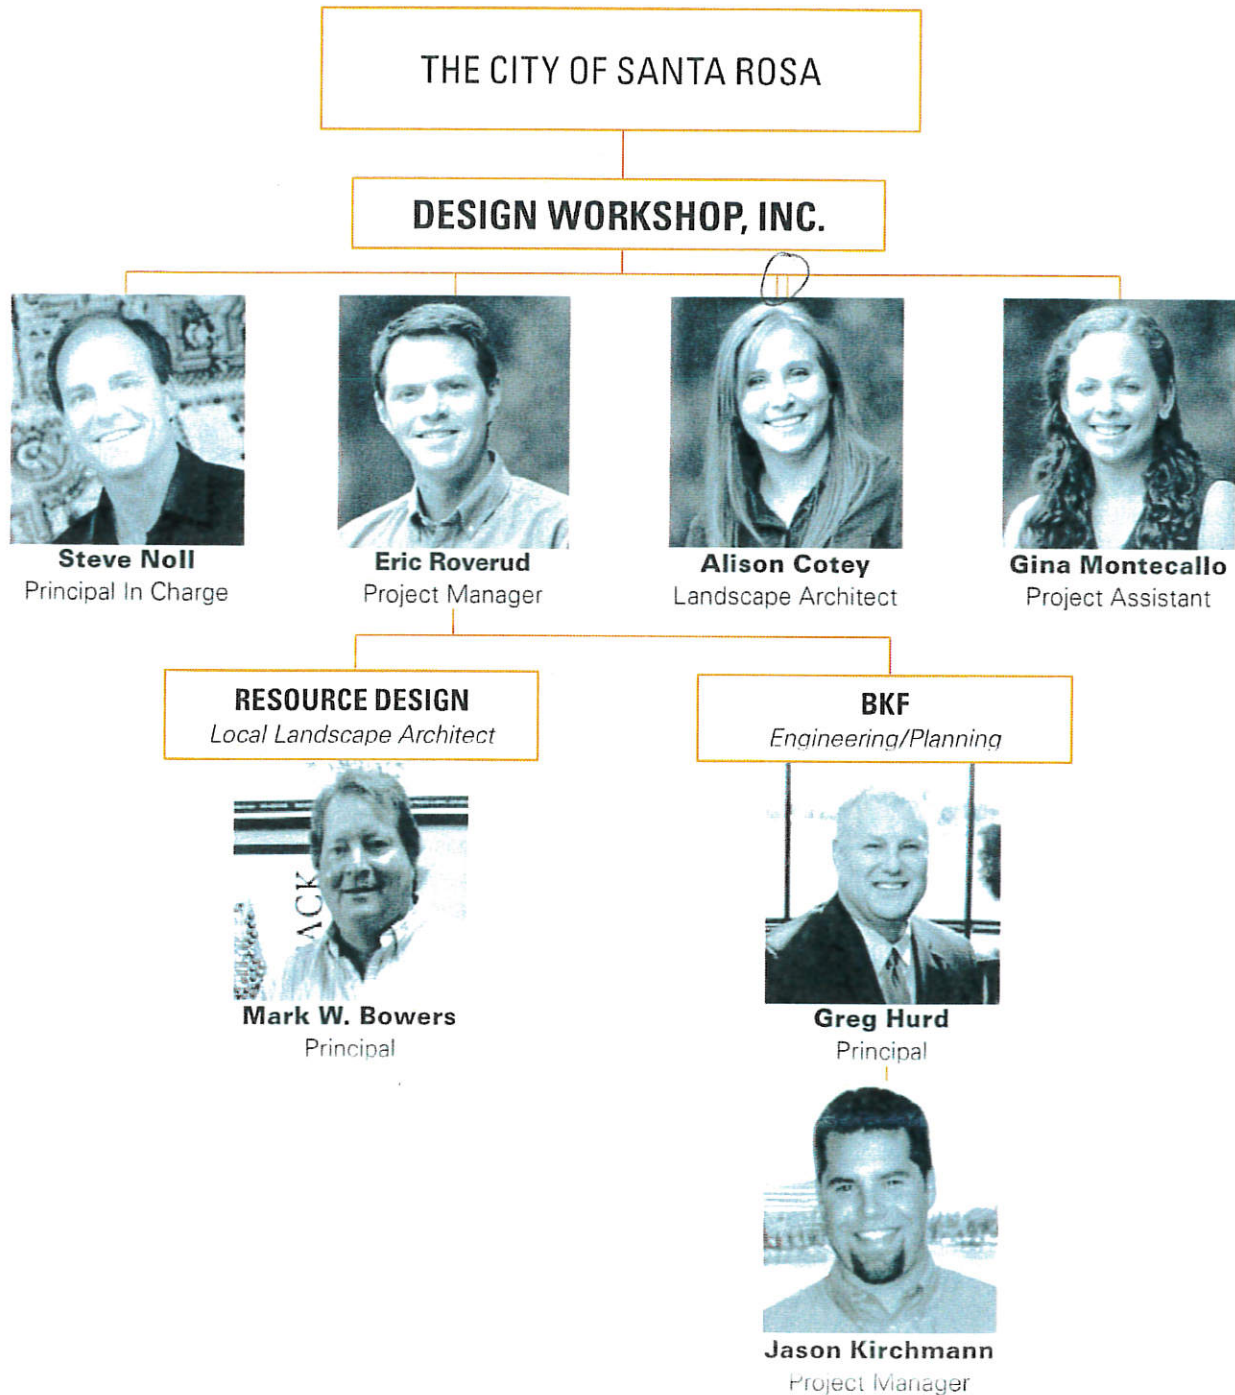 THE CITY OF SANTA ROSA
DESIGN WORKSHOP, INC.
Steve Noll
Principal In Charge
Eric Roverud
Project Manager
Alison Cotey
Landscape Architect
Gina Montecallo
Project Assistant
RESOURCE DESIGN
Local Landscape Architect
BKF
Engineering/Planning
ACK
Mark W. Bowers
Principal
Greg Hurd
Principal
Jason Kirchmann
Project Manager